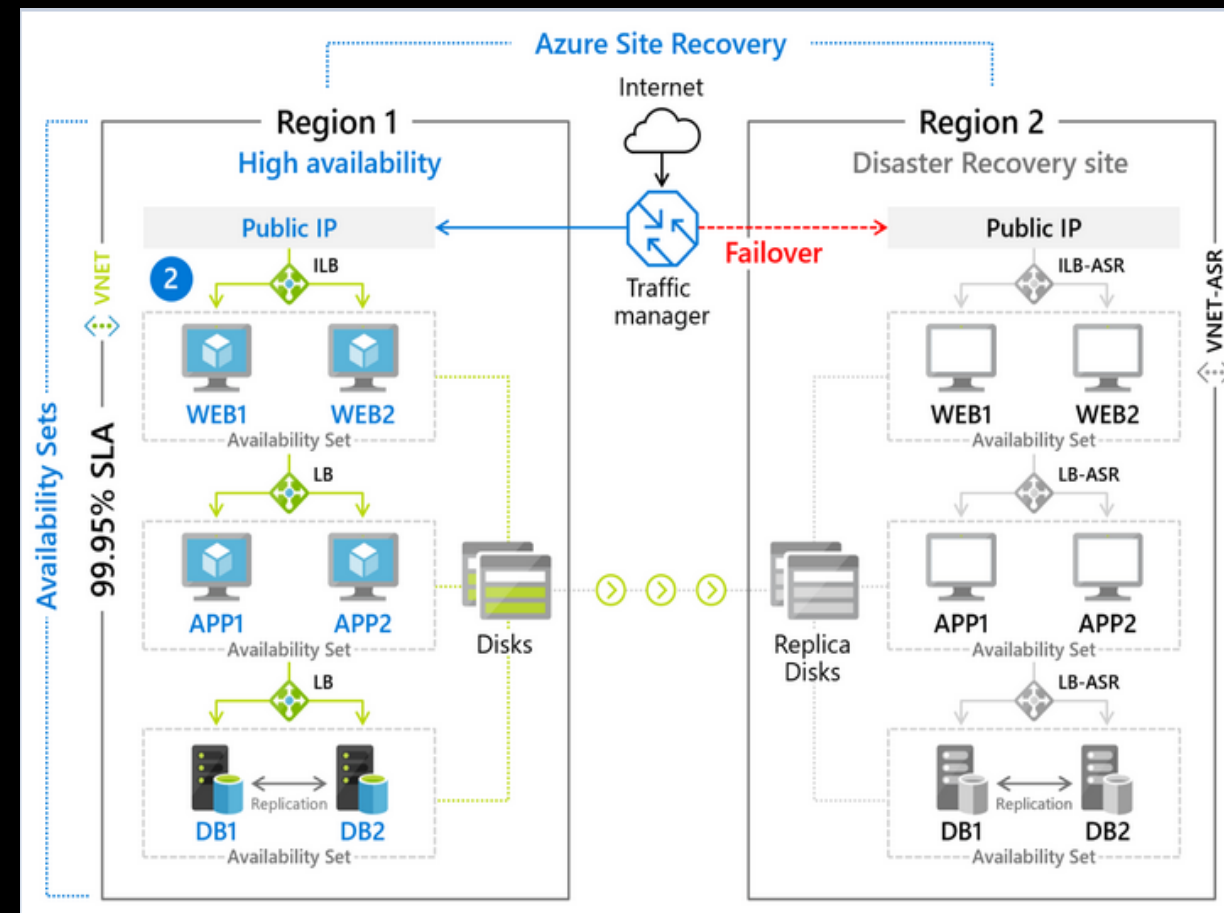 Azure Site Recovery
Internet
Region 1
High availability
Region 2
Disaster Recovery site
Public IP
Failover
Public IP
Traffic
manager
VNET
2
ILB
ILB-ASR
VNET-ASR
WEB1
WEB2
Availability Set
WEB1
WEB2
Availability Set
Availability Sets
99.95% SLA
LB
LB-ASR
APP1
APP2
Availability Set
Disks
Replica
Disks
APP1
APP2
Availability Set
LB
LB-ASR
Replication
DB1
DB2
Availability Set
Replication
DB1
DB2
Availability Set